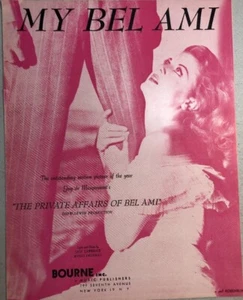 MY BEL AMI
The outstanding motion picture of the year
Guy de Maupassant's
"THE PRIVATE AFFAIRS OF BEL AMI"
BOURNE, INC.
MUSIC PUBLISHERS
799 SEVENTH AVENUE
NEW YORK 19, N. Y.